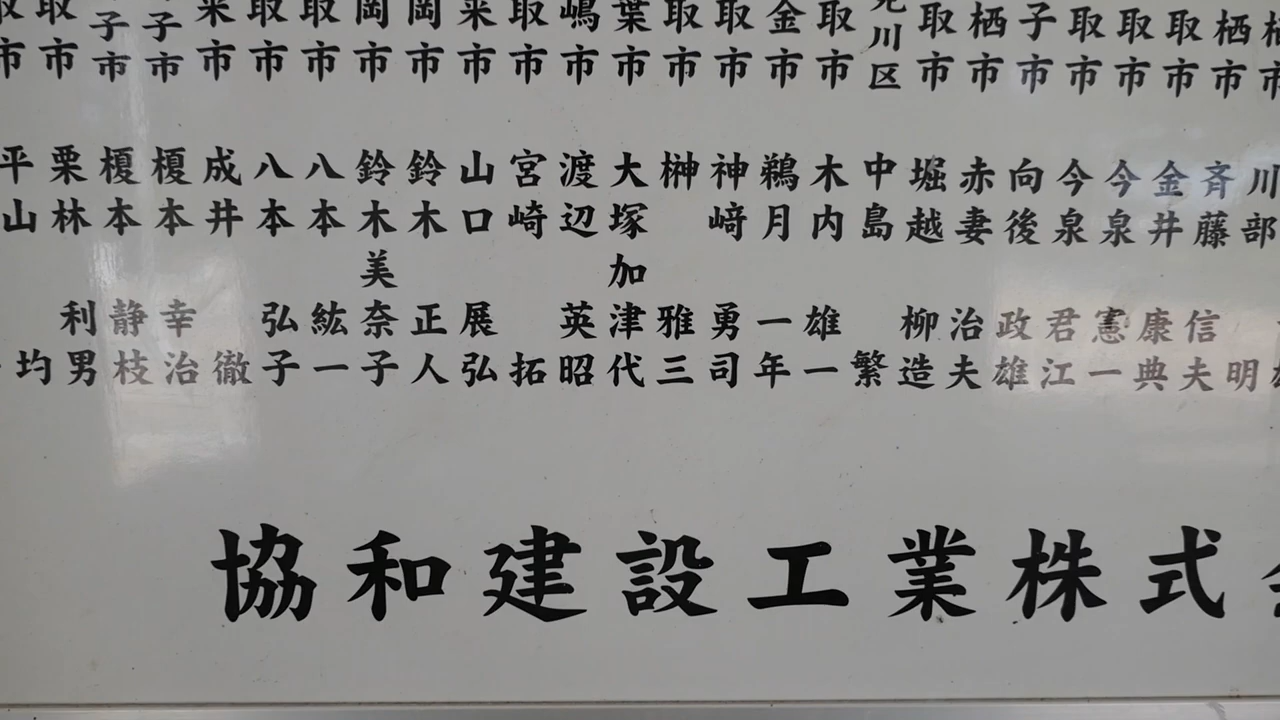 市 川部 明
栖市 斉藤 信夫
取市 金井 康典
取市 今泉 憲一
取市 今泉 君江
子市 向後 政雄
栖市 赤妻 治夫
取市 堀越 柳造
川区 中島 繁
取市 木内 雄一
金市 鵜月 一年
取市 神﨑 勇司
取市 榊 雅三
葉市 大塚加津代
嶋市 渡辺 英昭
取市 宮崎 拓
来市 山口 展弘
岡市 鈴木 正人
岡市 鈴木美奈子
取市 八本 紘一
取市 八本 弘子
来市 成井 徹
子市 榎本 幸治
子市 榎本 静枝
取市 栗林 利男
取市 平山 均
協和建設工業株式